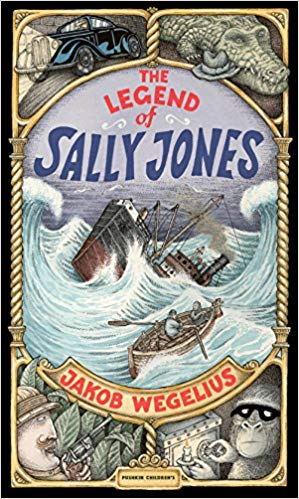 THE
LEGEND
of
SALLY JONES
JAKOB WEGELIUS
PUSHKIN CHILDREN'S